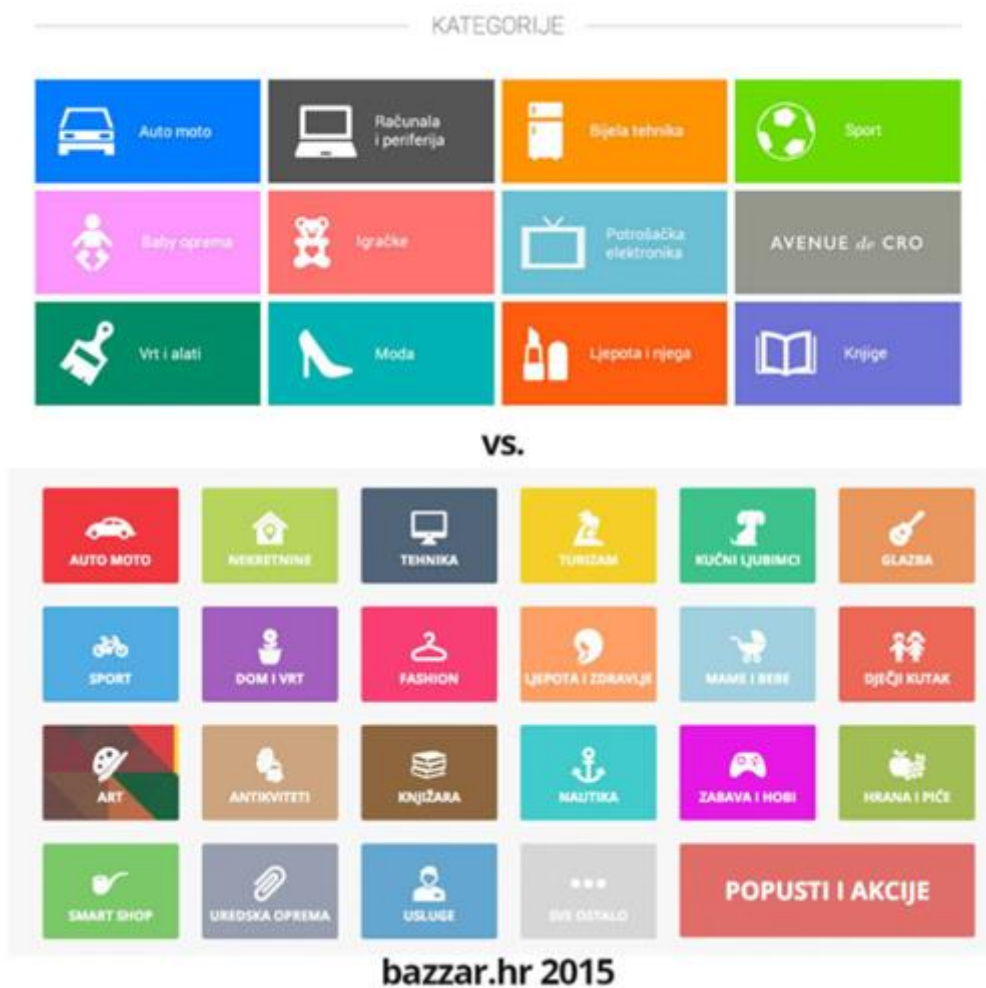 KATEGORIJE
Auto moto
Računala
i periferija
Bijela tehnika
Sport
Baby oprema
Igračke
Potrošačka
elektronika
AVENUE de CRO
Vrt i alati
Moda
Ljepota i njega
Knjige
vs.
AUTO MOTO
NEKRETNINE
TEHNIKA
TURIZAM
KUĆNI LJUBIMCI
GLAZBA
SPORT
DOM I VRT
FASHION
LJEPOTA I ZDRAVLJE
MAME I BEBE
DJEČJI KUTAK
ART
ANTIKVITETI
KNJIŽARA
NAUTIKA
ZABAVA I HOBI
HRANA I PIĆE
SMART SHOP
UREDSKA OPREMA
USLUGE
SVE OSTALO
POPUSTI I AKCIJE
bazzar.hr 2015